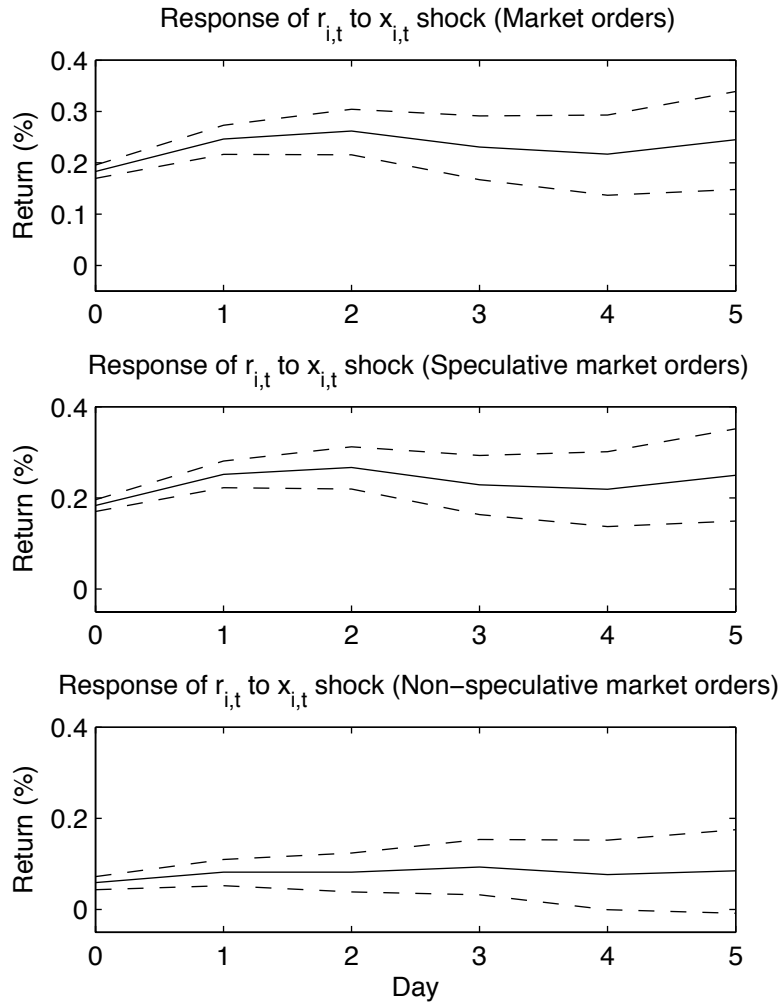 Response of r_{i,t} to x_{i,t} shock (Market orders)
0.4
0.3
0.2
0.1
0
Return (%)
0 1 2 3 4 5
Response of r_{i,t} to x_{i,t} shock (Speculative market orders)
0.4
0.2
0
Return (%)
0 1 2 3 4 5
Response of r_{i,t} to x_{i,t} shock (Non−speculative market orders)
0.4
0.2
0
Return (%)
0 1 2 3 4 5
Day